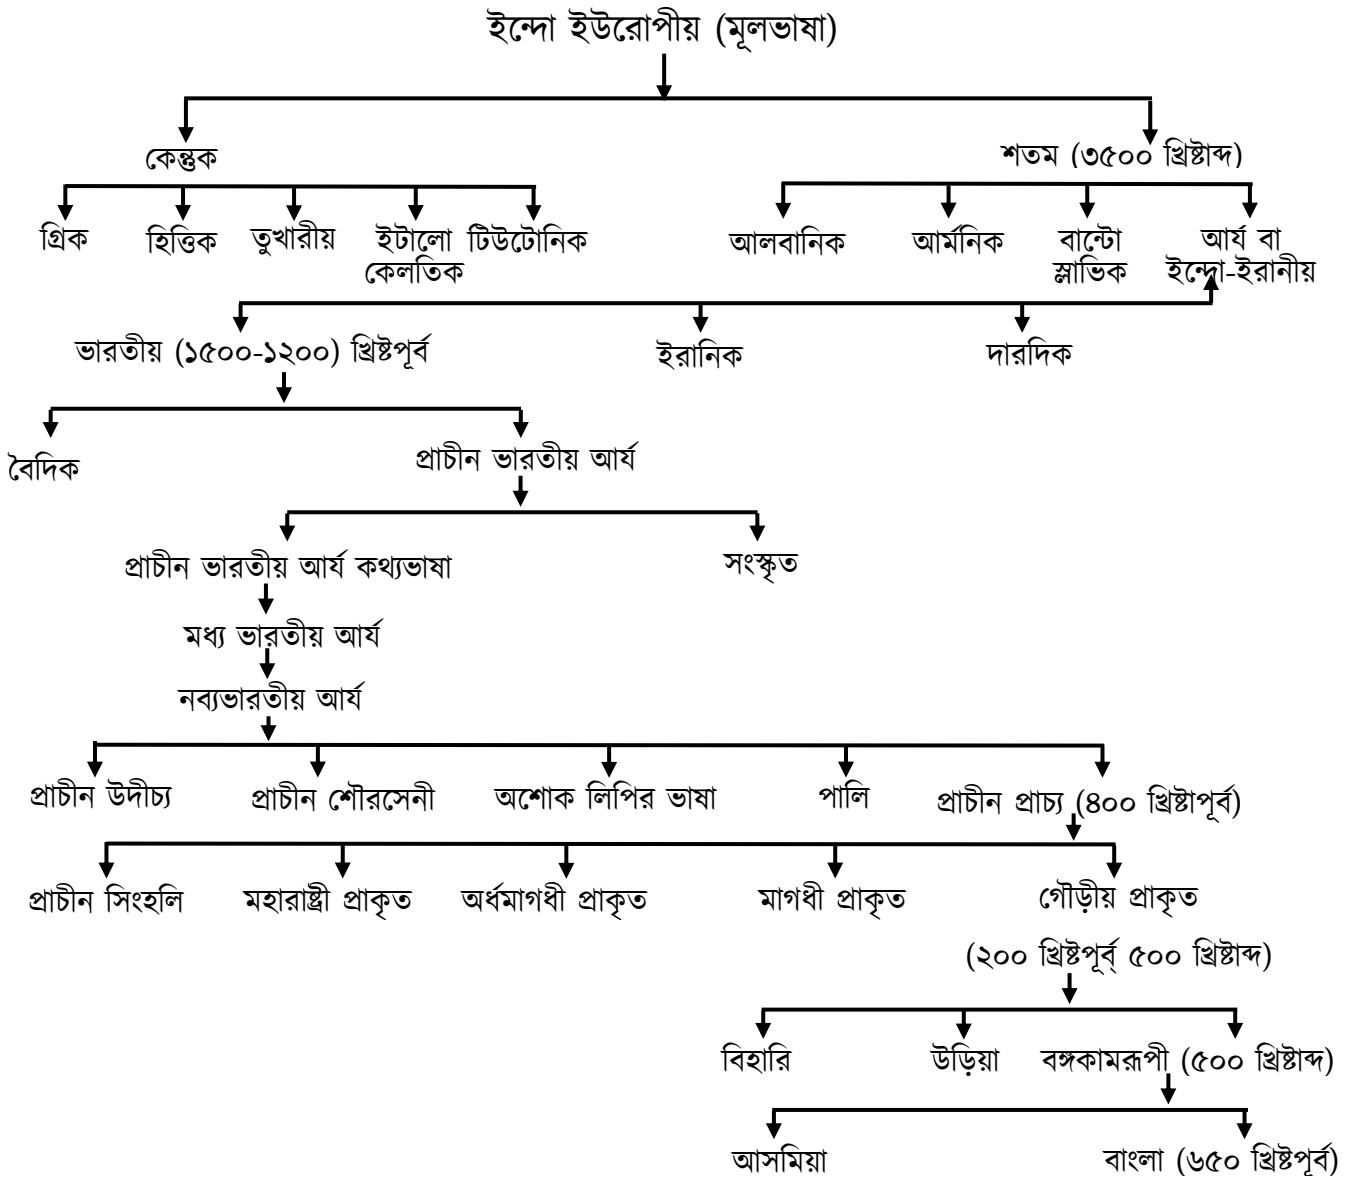 ইন্দো ইউরোপীয় (মূলভাষা)
কেন্তুক
শতম (৩৫০০ খ্রিষ্টাব্দ)
গ্রিক হিত্তিক তুখারীয় ইটালো টিউটোনিক
কেলতিক
আলবানিক আর্মনিক বান্টো আর্য বা
স্লাভিক ইন্দো-ইরানীয়
ভারতীয় (১৫০০-১২০০) খ্রিষ্টপূর্ব ইরানিক দারদিক
বৈদিক প্রাচীন ভারতীয় আর্য
প্রাচীন ভারতীয় আর্য কথ্যভাষা সংস্কৃত
মধ্য ভারতীয় আর্য
নব্যভারতীয় আর্য
প্রাচীন উদীচ্য প্রাচীন শৌরসেনী অশোক লিপির ভাষা পালি প্রাচীন প্রাচ্য (৪০০ খ্রিষ্টাপূর্ব)
প্রাচীন সিংহলি মহারাষ্ট্রী প্রাকৃত অর্ধমাগধী প্রাকৃত মাগধী প্রাকৃত গৌড়ীয় প্রাকৃত
(২০০ খ্রিষ্টপূর্ব্ ৫০০ খ্রিষ্টাব্দ)
বিহারি উড়িয়া বঙ্গকামরূপী (৫০০ খ্রিষ্টাব্দ)
আসমিয়া বাংলা (৬৫০ খ্রিষ্টপূর্ব)